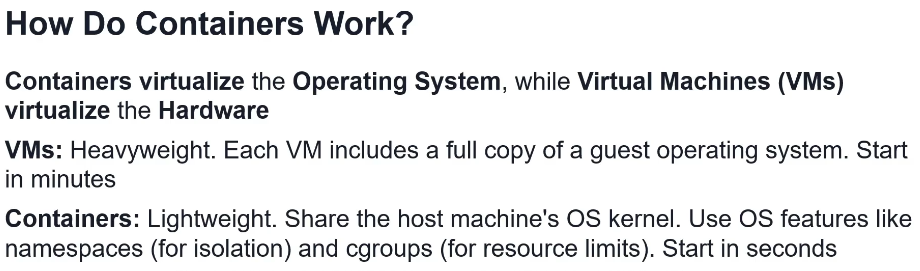 How Do Containers Work?
Containers virtualize the Operating System, while Virtual Machines (VMs)
virtualize the Hardware
VMs: Heavyweight. Each VM includes a full copy of a guest operating system. Start
in minutes
Containers: Lightweight. Share the host machine's OS kernel. Use OS features like
namespaces (for isolation) and cgroups (for resource limits). Start in seconds